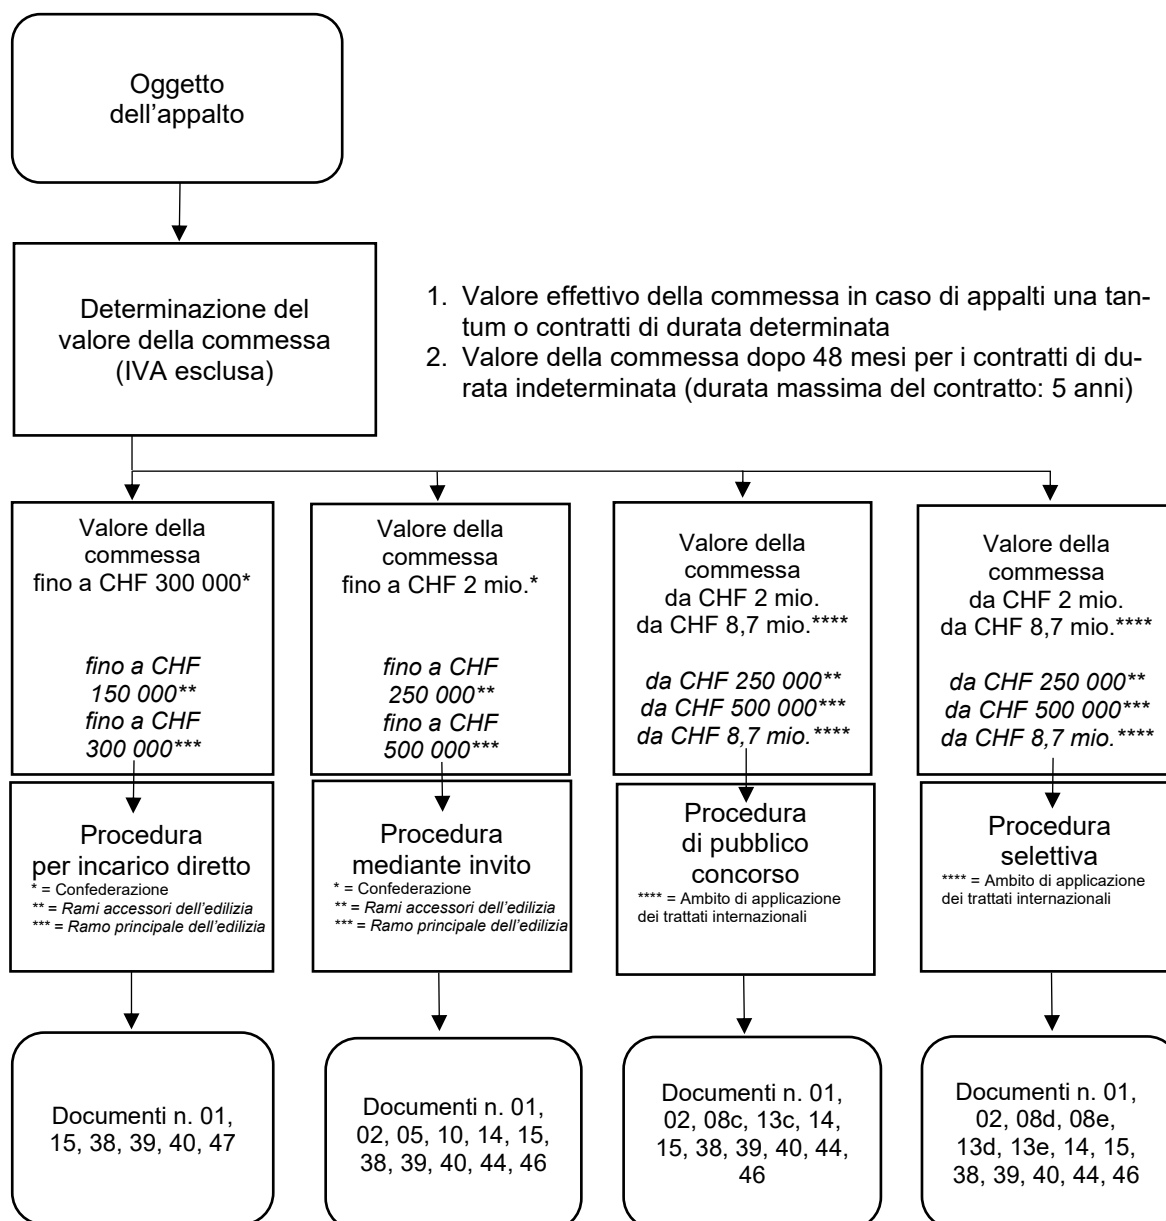 Oggetto
dell’appalto
Determinazione del
valore della commessa
(IVA esclusa)
1. Valore effettivo della commessa in caso di appalti una tan-
tum o contratti di durata determinata
2. Valore della commessa dopo 48 mesi per i contratti di du-
rata indeterminata (durata massima del contratto: 5 anni)
Valore della
commessa
fino a CHF 300 000*
fino a CHF
150 000**
fino a CHF
300 000***
Valore della
commessa
fino a CHF 2 mio.*
fino a CHF
250 000**
fino a CHF
500 000***
Valore della
commessa
da CHF 2 mio.
da CHF 8,7 mio.****
da CHF 250 000**
da CHF 500 000***
da CHF 8,7 mio.****
Valore della
commessa
da CHF 2 mio.
da CHF 8,7 mio.****
da CHF 250 000**
da CHF 500 000***
da CHF 8,7 mio.****
Procedura
per incarico diretto
* = Confederazione
** = Rami accessori dell’edilizia
*** = Ramo principale dell’edilizia
Procedura
mediante invito
* = Confederazione
** = Rami accessori dell’edilizia
*** = Ramo principale dell’edilizia
Procedura
di pubblico
concorso
**** = Ambito di applicazione
dei trattati internazionali
Procedura
selettiva
**** = Ambito di applicazione
dei trattati internazionali
Documenti n. 01,
15, 38, 39, 40, 47
Documenti n. 01,
02, 05, 10, 14, 15,
38, 39, 40, 44, 46
Documenti n. 01,
02, 08c, 13c, 14,
15, 38, 39, 40, 44,
46
Documenti n. 01,
02, 08d, 08e,
13d, 13e, 14, 15,
38, 39, 40, 44, 46